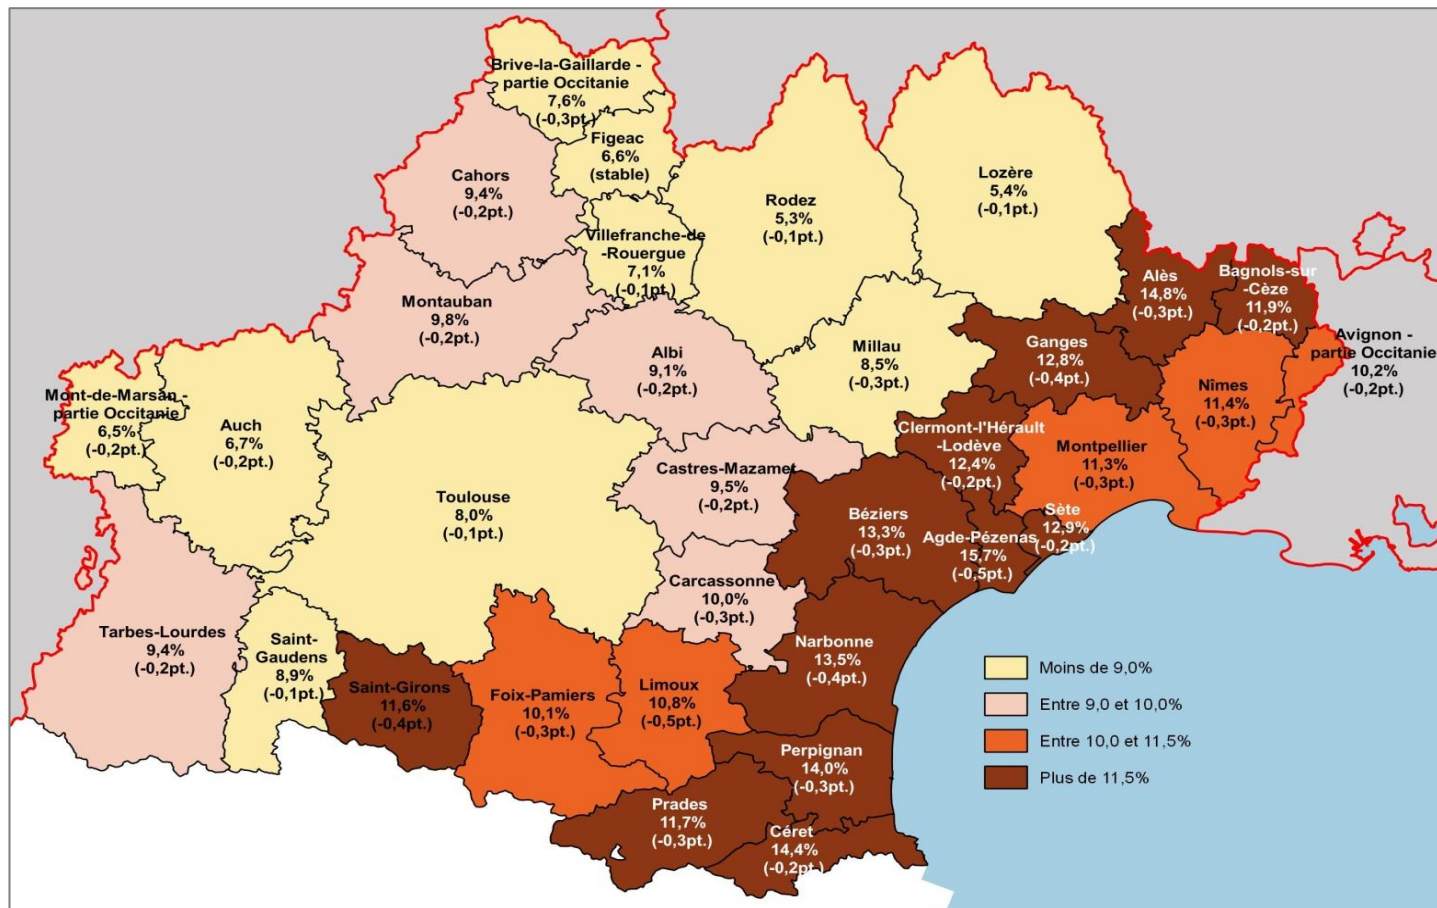 Brive-la-Gaillarde -
partie Occitanie
7,6%
(-0,3pt.)
Figeac
6,6%
(stable)
Cahors
9,4%
(-0,2pt.)
Rodez
5,3%
(-0,1pt.)
Lozère
5,4%
(-0,1pt.)
Villefranche-de
-Rouergue
7,1%
(-0,1pt.)
Montauban
9,8%
(-0,2pt.)
Albi
9,1%
(-0,2pt.)
Millau
8,5%
(-0,3pt.)
Ganges
12,8%
(-0,4pt.)
Alès
14,8%
(-0,3pt.)
Bagnols-sur
-Cèze
11,9%
(-0,2pt.)
Avignon -
partie Occitanie
10,2%
(-0,2pt.)
Nîmes
11,4%
(-0,3pt.)
Mont-de-Marsan -
partie Occitanie
6,5%
(-0,2pt.)
Auch
6,7%
(-0,2pt.)
Toulouse
8,0%
(-0,1pt.)
Castres-Mazamet
9,5%
(-0,2pt.)
Clermont-l'Hérault
-Lodève
12,4%
(-0,2pt.)
Montpellier
11,3%
(-0,3pt.)
Béziers
13,3%
(-0,3pt.)
Agde-Pézenas
15,7%
(-0,5pt.)
Sète
12,9%
(-0,2pt.)
Carcassonne
10,0%
(-0,3pt.)
Tarbes-Lourdes
9,4%
(-0,2pt.)
Saint-
Gaudens
8,9%
(-0,1pt.)
Saint-Girons
11,6%
(-0,4pt.)
Foix-Pamiers
10,1%
(-0,3pt.)
Limoux
10,8%
(-0,5pt.)
Narbonne
13,5%
(-0,4pt.)
Perpignan
14,0%
(-0,3pt.)
Prades
11,7%
(-0,3pt.)
Céret
14,4%
(-0,2pt.)
Moins de 9,0%
Entre 9,0 et 10,0%
Entre 10,0 et 11,5%
Plus de 11,5%